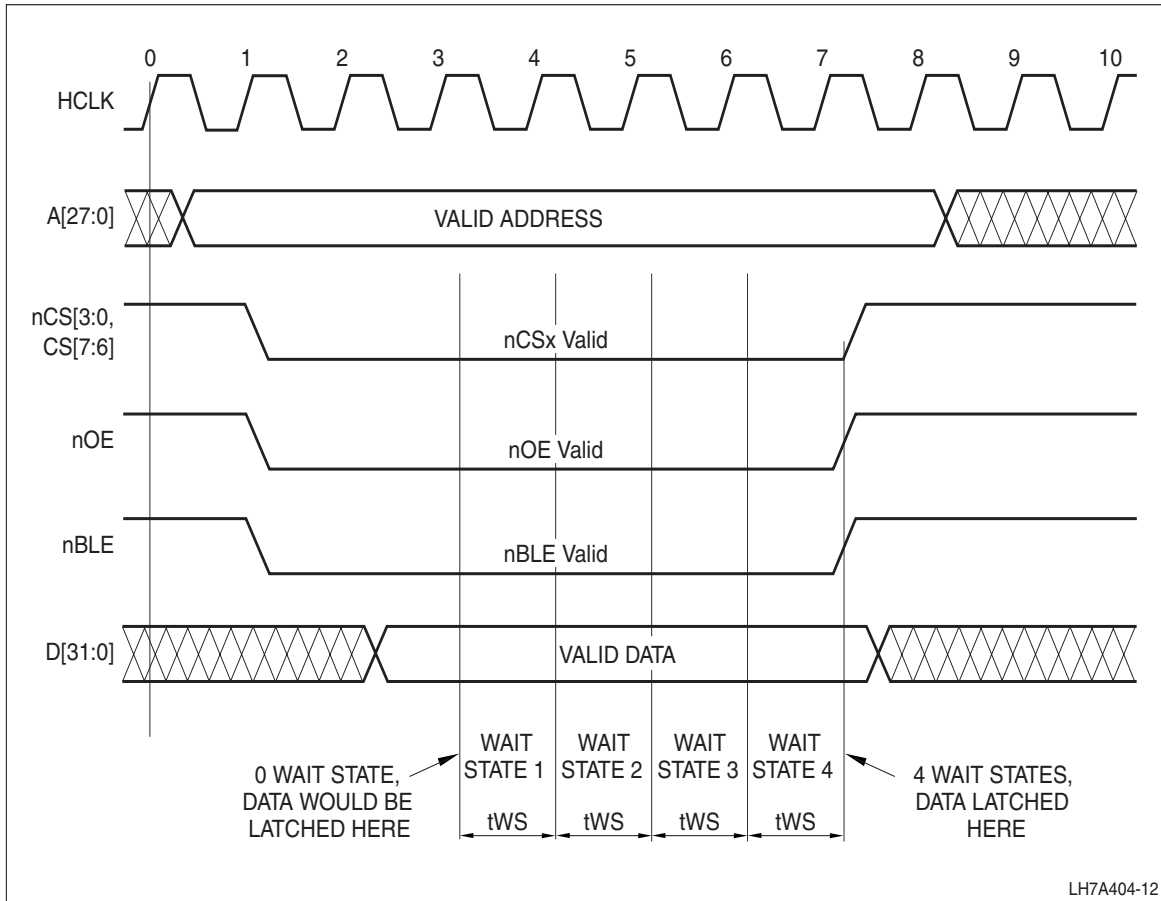 0 1 2 3 4 5 6 7 8 9 10
HCLK
A[27:0]
VALID ADDRESS
nCS[3:0,
CS[7:6]
nCSx Valid
nOE
nOE Valid
nBLE
nBLE Valid
D[31:0]
VALID DATA
0 WAIT STATE,
DATA WOULD BE
LATCHED HERE
WAIT
STATE 1
tWS
WAIT
STATE 2
tWS
WAIT
STATE 3
tWS
WAIT
STATE 4
tWS
4 WAIT STATES,
DATA LATCHED
HERE
LH7A404-12